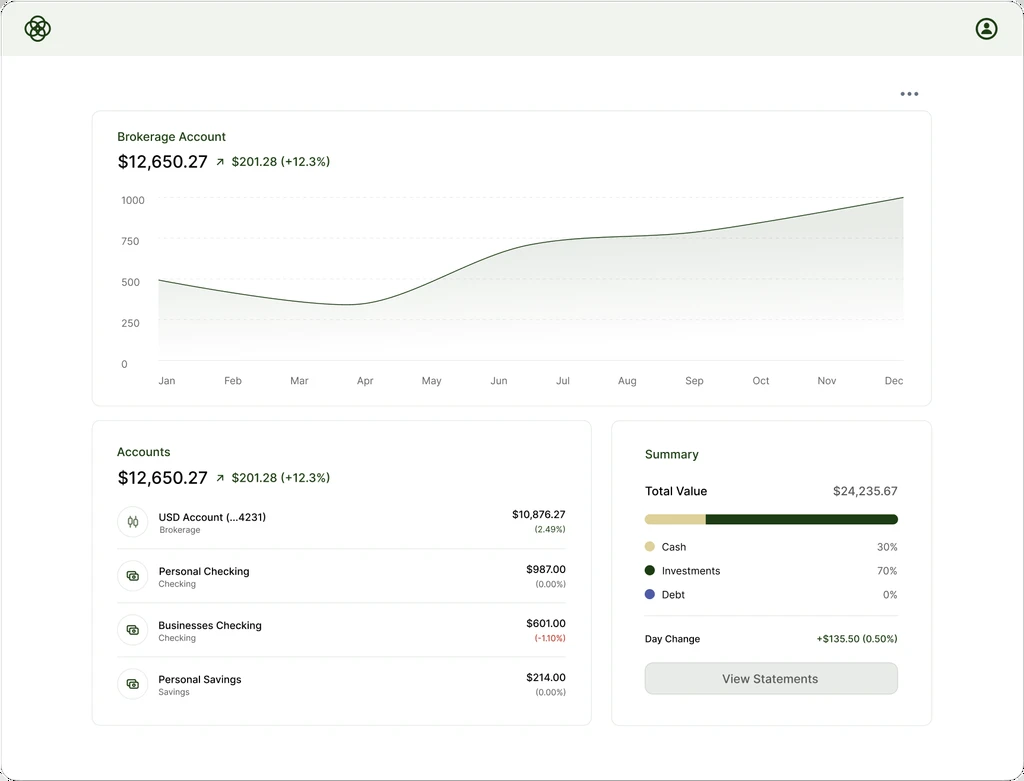 Brokerage Account
$12,650.27 $201.28 (+12.3%)
1000
750
500
250
0
Jan Feb Mar Apr May Jun Jul Aug Sep Oct Nov Dec
Accounts
$12,650.27 $201.28 (+12.3%)
USD Account (...4231) $10,876.27
Brokerage (2.49%)
Personal Checking $987.00
Checking (0.00%)
Businesses Checking $601.00
Checking (-1.10%)
Personal Savings $214.00
Savings (0.00%)
Summary
Total Value $24,235.67
Cash 30%
Investments 70%
Debt 0%
Day Change +$135.50 (0.50%)
View Statements